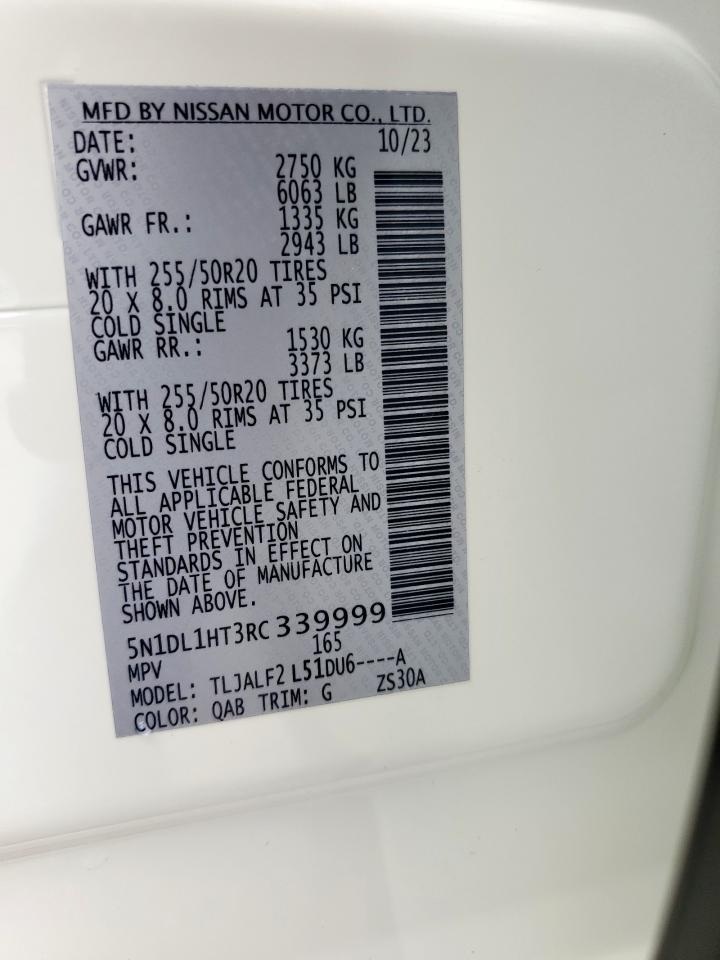 MFD BY NISSAN MOTOR CO., LTD.
DATE: 10/23
GVWR: 2750 KG
6063 LB
GAWR FR.: 1335 KG
2943 LB
WITH 255/50R20 TIRES
20 X 8.0 RIMS AT 35 PSI
COLD SINGLE
GAWR RR.: 1530 KG
3373 LB
WITH 255/50R20 TIRES
20 X 8.0 RIMS AT 35 PSI
COLD SINGLE
THIS VEHICLE CONFORMS TO
ALL APPLICABLE FEDERAL
MOTOR VEHICLE SAFETY AND
THEFT PREVENTION
STANDARDS IN EFFECT ON
THE DATE OF MANUFACTURE
SHOWN ABOVE.
5N1DL1HT3RC 339999
MPV 165
MODEL: TLJALF2 L51DU6----A
COLOR: QAB TRIM: G ZS30A